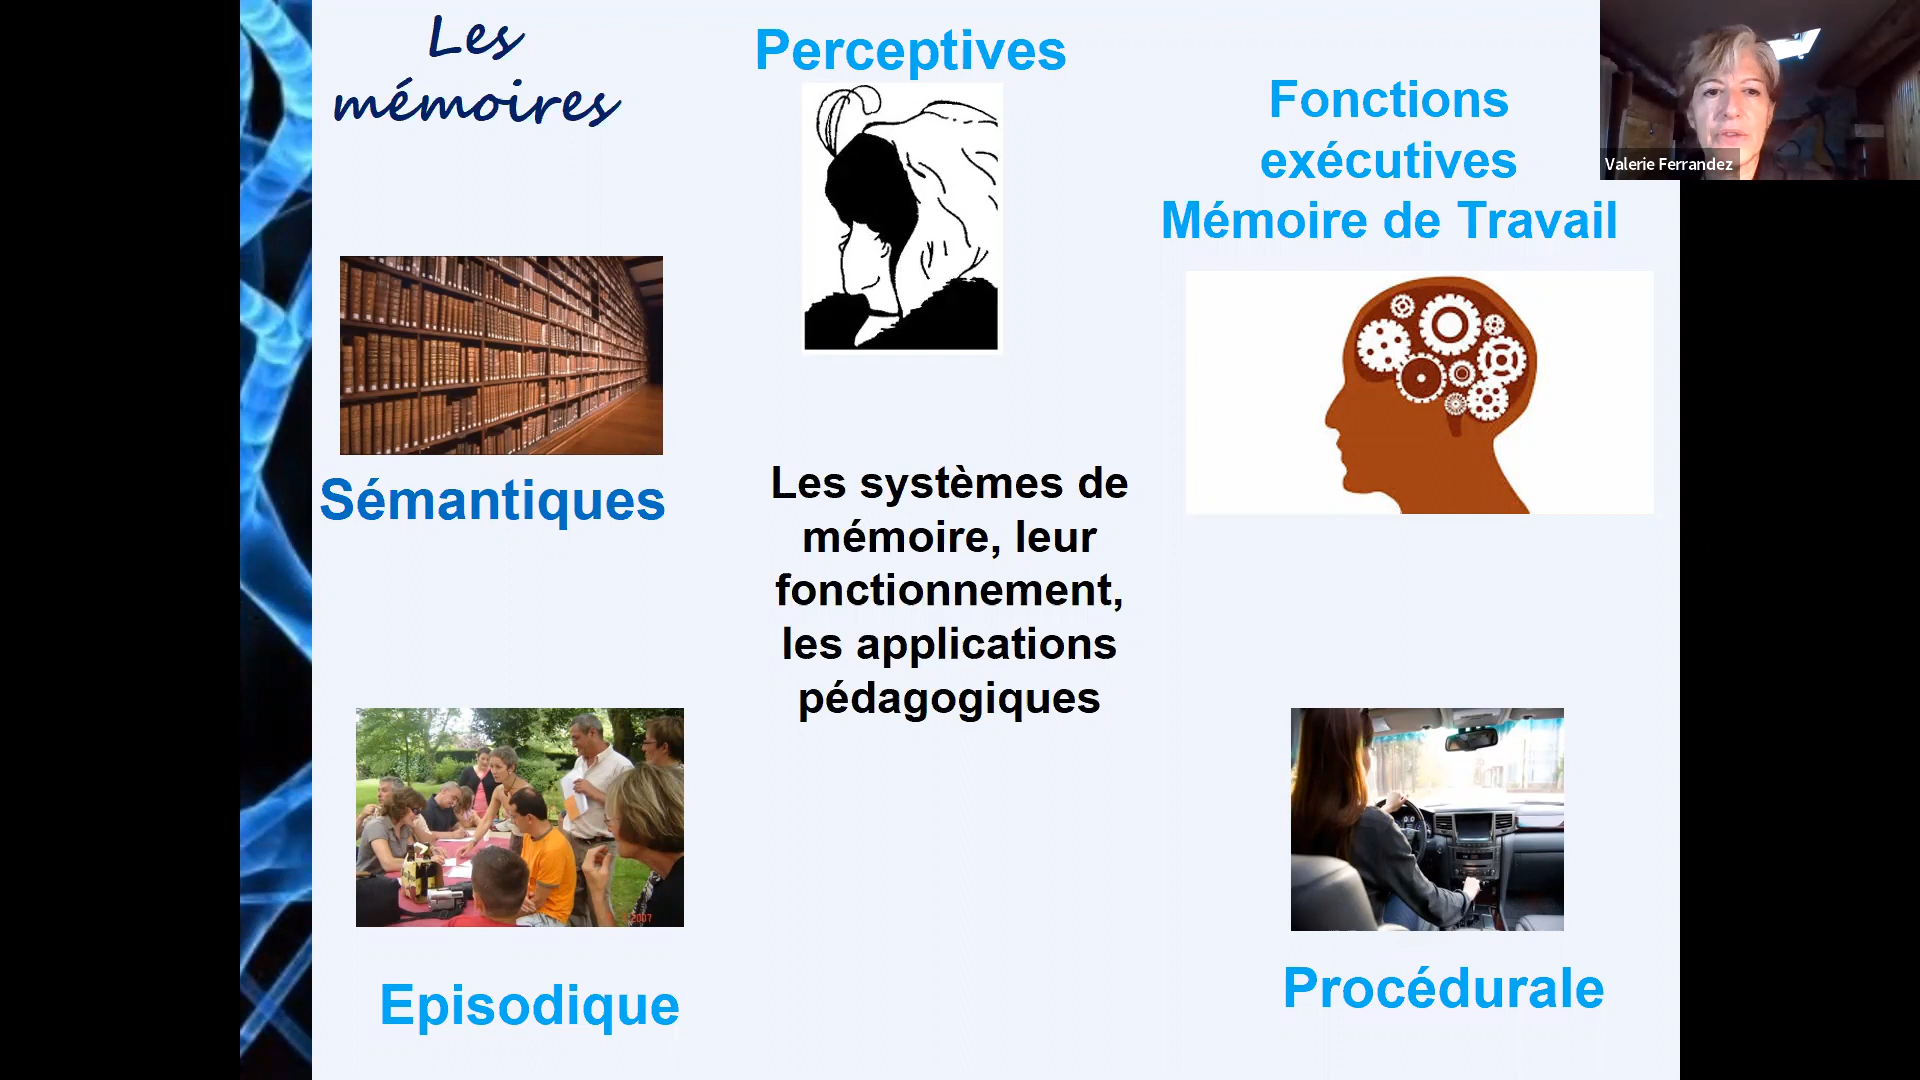 Les
mémoires
Perceptives
Fonctions
exécutives
Mémoire de Travail
Valerie Ferrandez
Sémantiques
Les systèmes de
mémoire, leur
fonctionnement,
les applications
pédagogiques
2007
Episodique
Procédurale